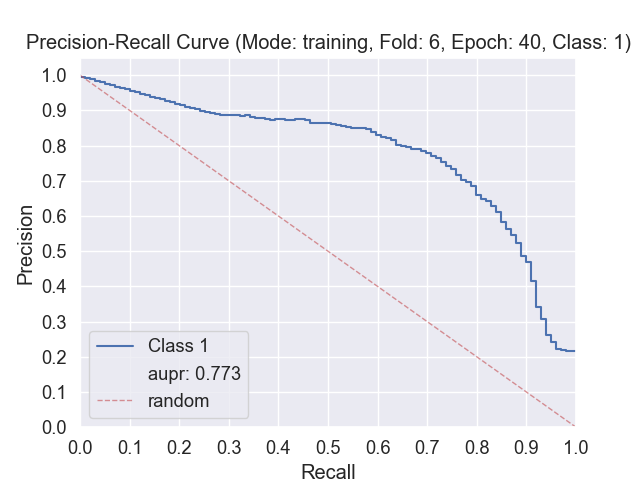 Precision-Recall Curve (Mode: training, Fold: 6, Epoch: 40, Class: 1)
1.0
0.9
0.8
0.7
0.6
0.5
0.4
0.3
0.2
0.1
0.0
Precision
Class 1
aupr: 0.773
random
0.0 0.1 0.2 0.3 0.4 0.5 0.6 0.7 0.8 0.9 1.0
Recall